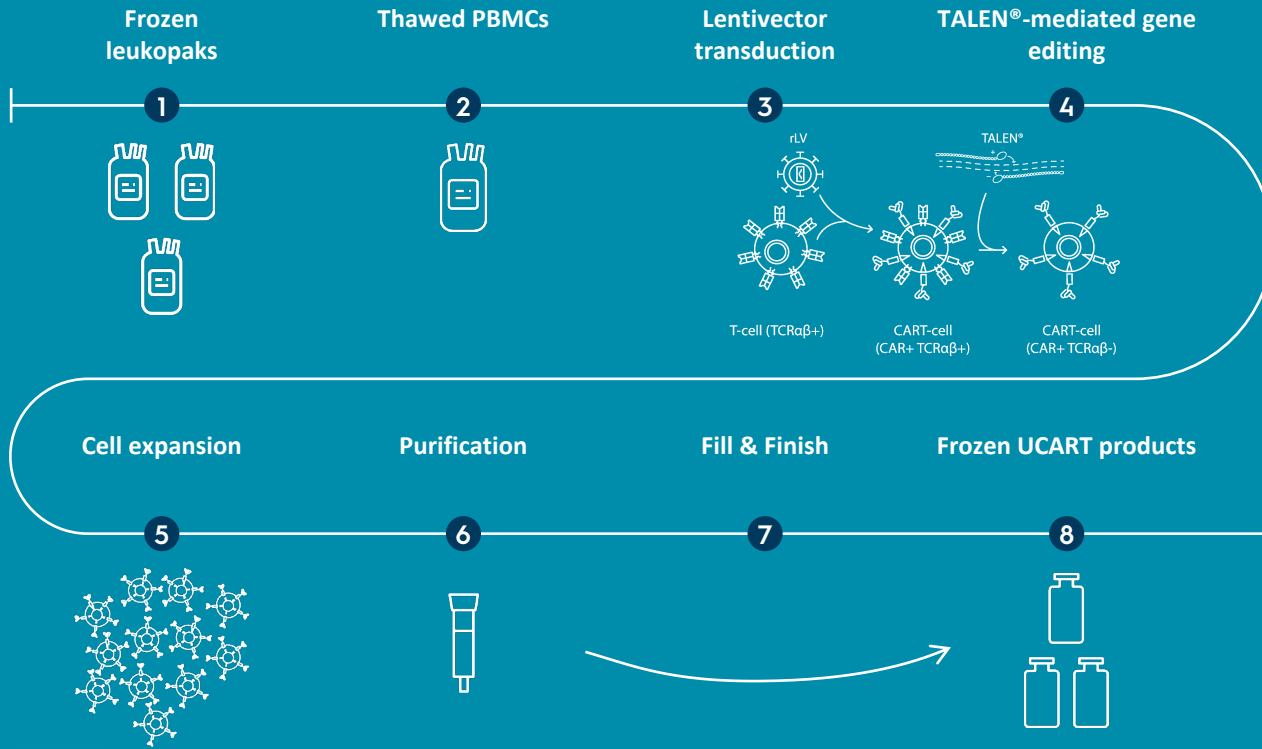 Frozen
leukopaks
Thawed PBMCs
Lentivector
transduction
TALEN®-mediated gene
editing
1
2
3
4
rLV
TALEN®
T-cell (TCRαβ+)
CART-cell
(CAR+ TCRαβ+)
CART-cell
(CAR+ TCRαβ-)
Cell expansion
Purification
Fill & Finish
Frozen UCART products
5
6
7
8